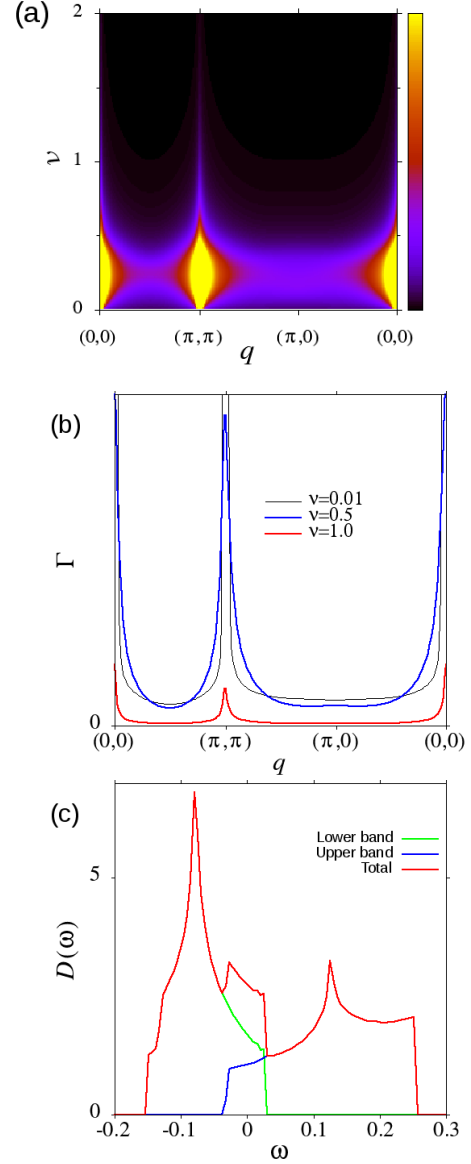 (a)
2
ν
1
0
(0,0) (π,π) (π,0) (0,0)
q
(b)
ν=0.01
ν=0.5
ν=1.0
Γ
0
(0,0) (π,π) (π,0) (0,0)
q
(c)
Lower band
Upper band
Total
5
D(ω)
0
-0.2 -0.1 0 0.1 0.2 0.3
ω